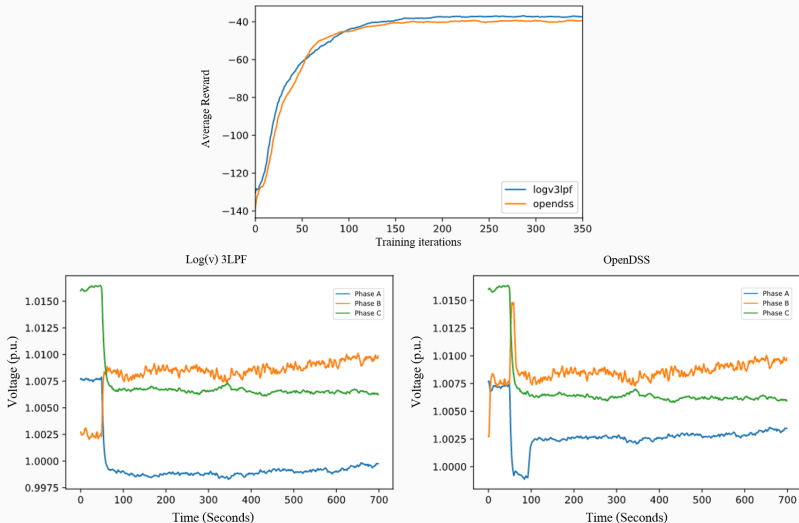 −40
−60
−80
−100
−120
−140
Average Reward
logv3lpf
opendss
0 50 100 150 200 250 300 350
Training iterations
Log(v) 3LPF
1.0150
1.0125
1.0100
1.0075
1.0050
1.0025
1.0000
0.9975
Voltage (p.u.)
Phase A
Phase B
Phase C
0 100 200 300 400 500 600 700
Time (Seconds)
OpenDSS
1.0150
1.0125
1.0100
1.0075
1.0050
1.0025
1.0000
Voltage (p.u.)
Phase A
Phase B
Phase C
0 100 200 300 400 500 600 700
Time (Seconds)